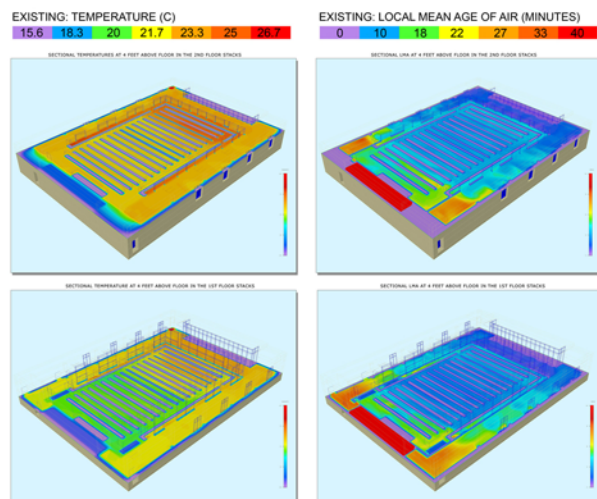 EXISTING: TEMPERATURE (C)
15.6 18.3 20 21.7 23.3 25 26.7
EXISTING: LOCAL MEAN AGE OF AIR (MINUTES)
0 10 18 22 27 33 40
SECTIONAL TEMPERATURES AT 4 FEET ABOVE FLOOR IN THE 2ND FLOOR STACKS
SECTIONAL LMA AT 4 FEET ABOVE FLOOR IN THE 2ND FLOOR STACKS
SECTIONAL TEMPERATURE AT 4 FEET ABOVE FLOOR IN THE 1ST FLOOR STACKS
SECTIONAL LMA AT 4 FEET ABOVE FLOOR IN THE 1ST FLOOR STACKS